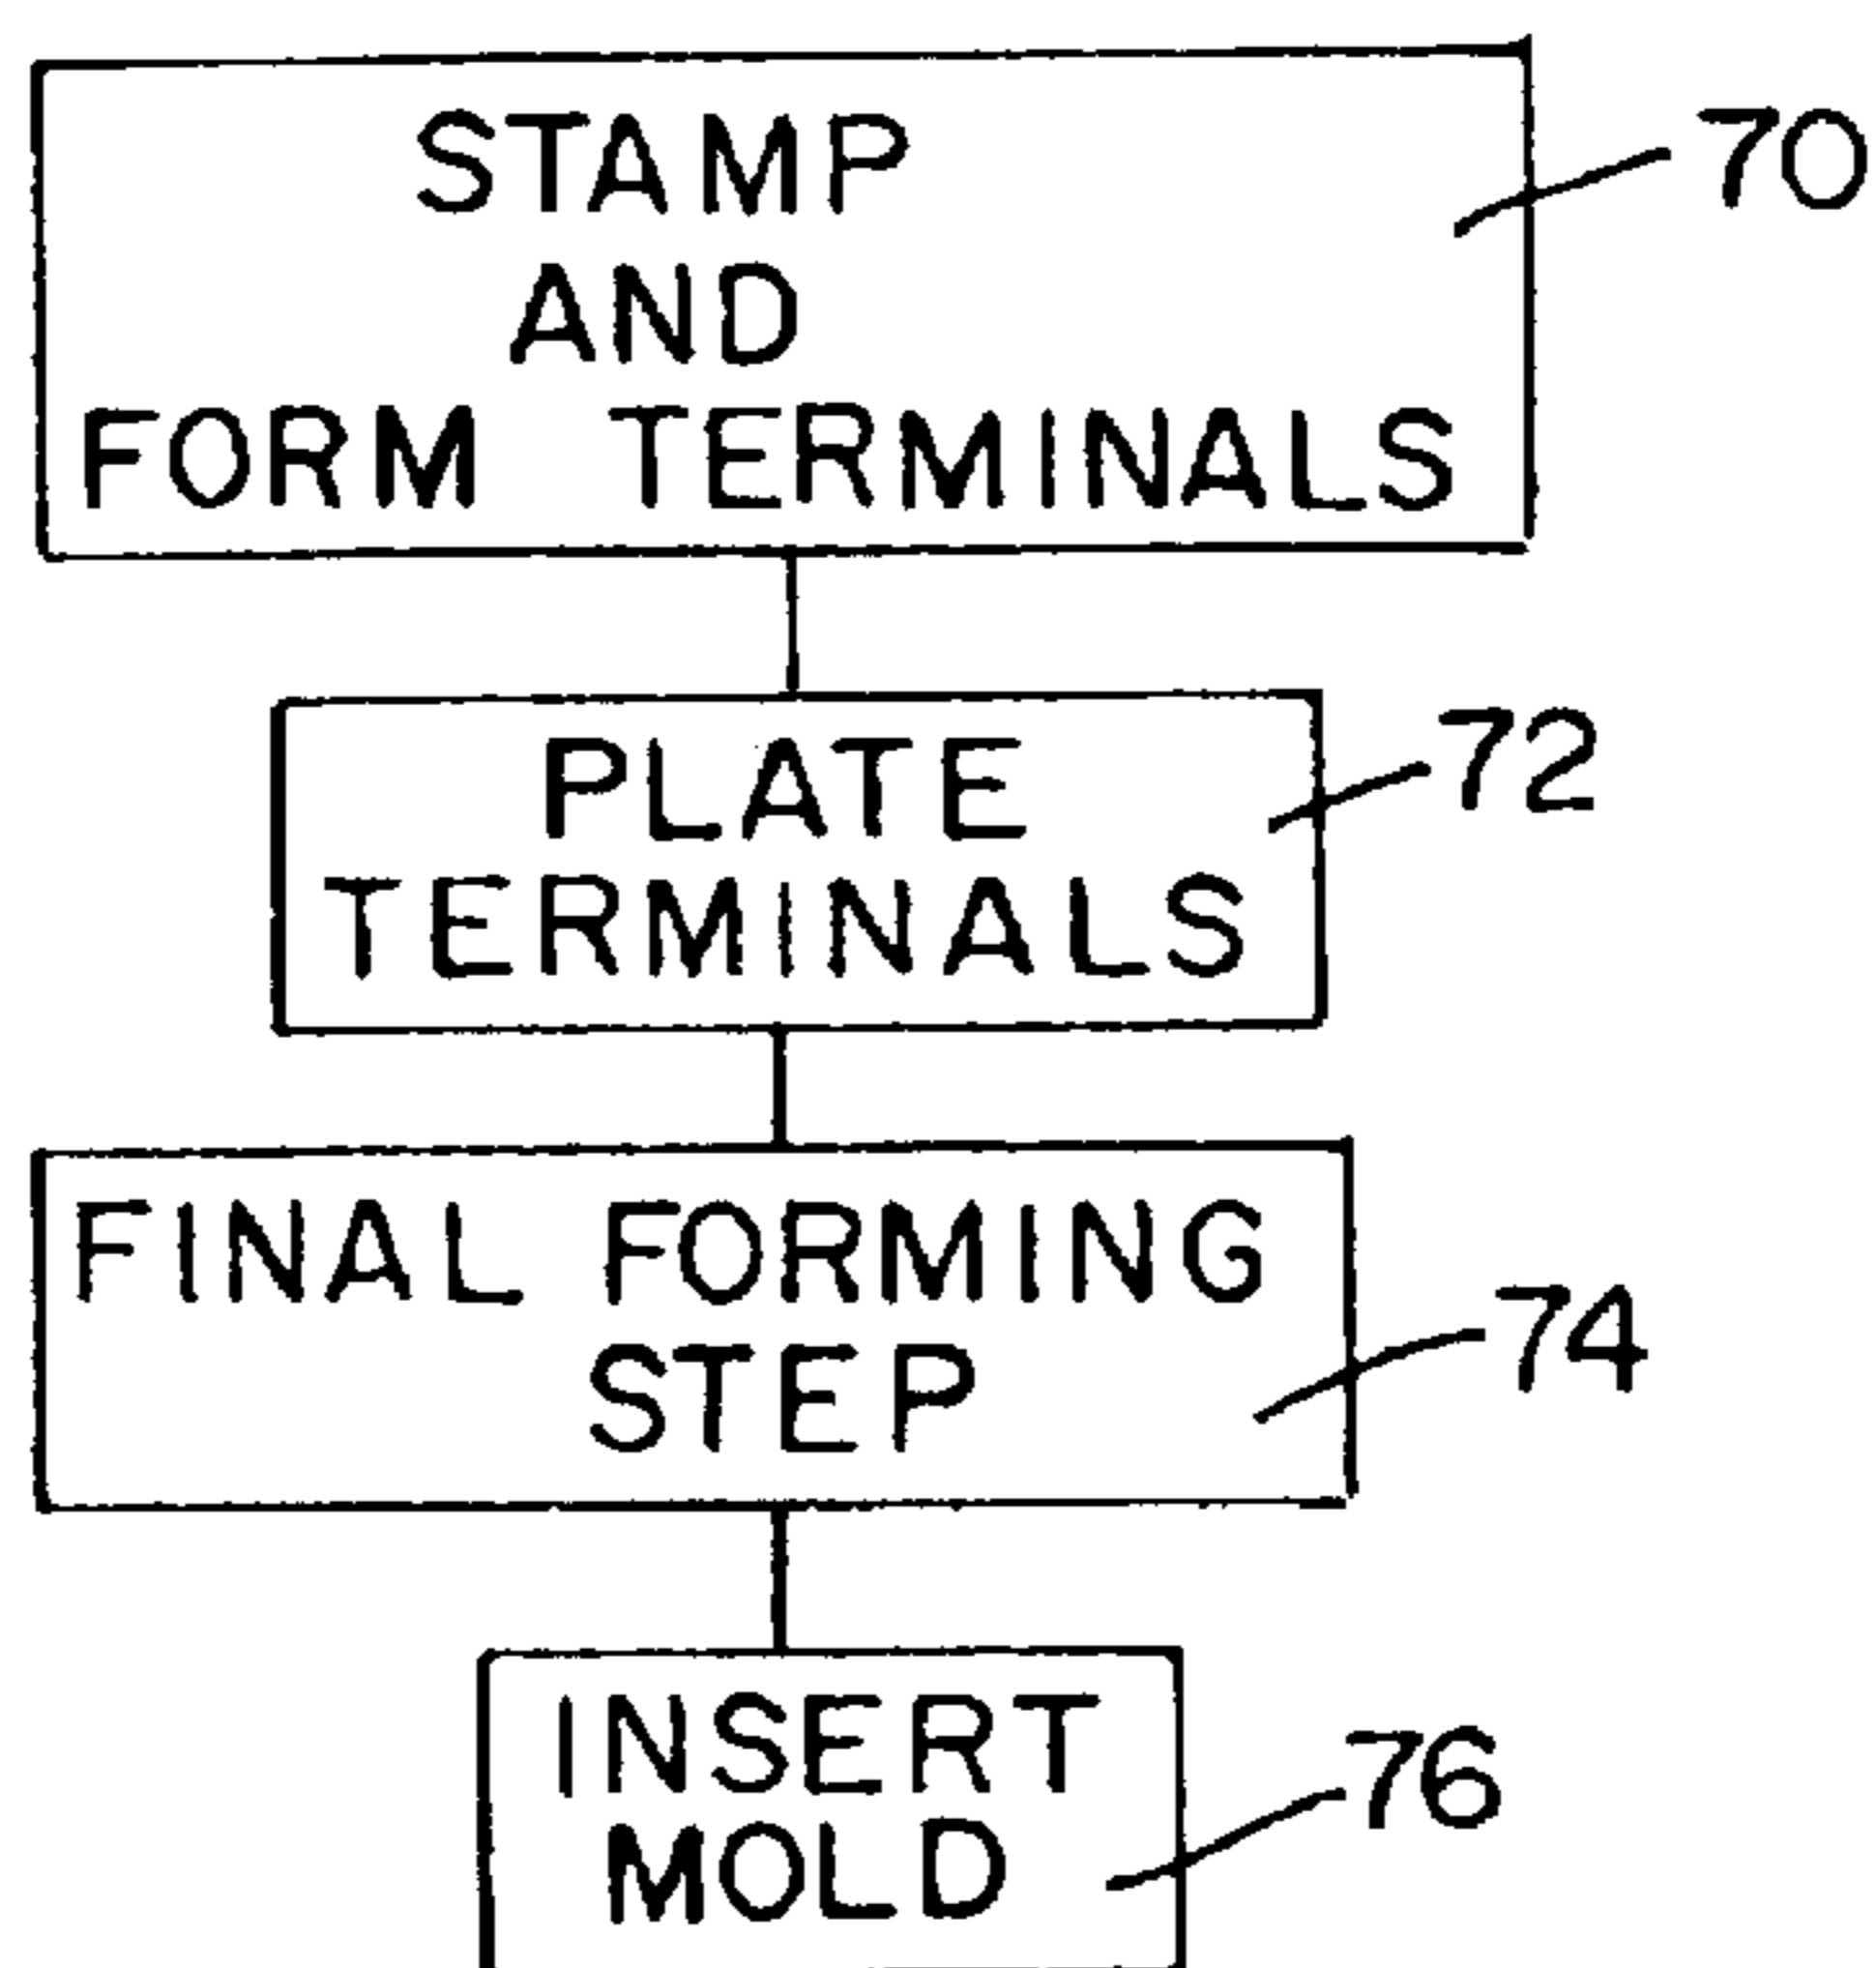 STAMP
AND
FORM TERMINALS
70
PLATE
TERMINALS
72
FINAL FORMING
STEP
74
INSERT
MOLD
76